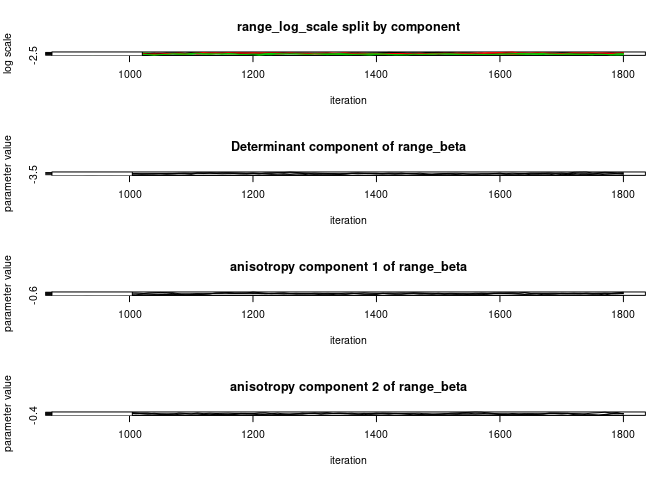 range_log_scale split by component
log scale
-2.5
1000 1200 1400 1600 1800
iteration
Determinant component of range_beta
parameter value
-3.5
1000 1200 1400 1600 1800
iteration
anisotropy component 1 of range_beta
parameter value
-0.6
1000 1200 1400 1600 1800
iteration
anisotropy component 2 of range_beta
parameter value
-0.4
1000 1200 1400 1600 1800
iteration